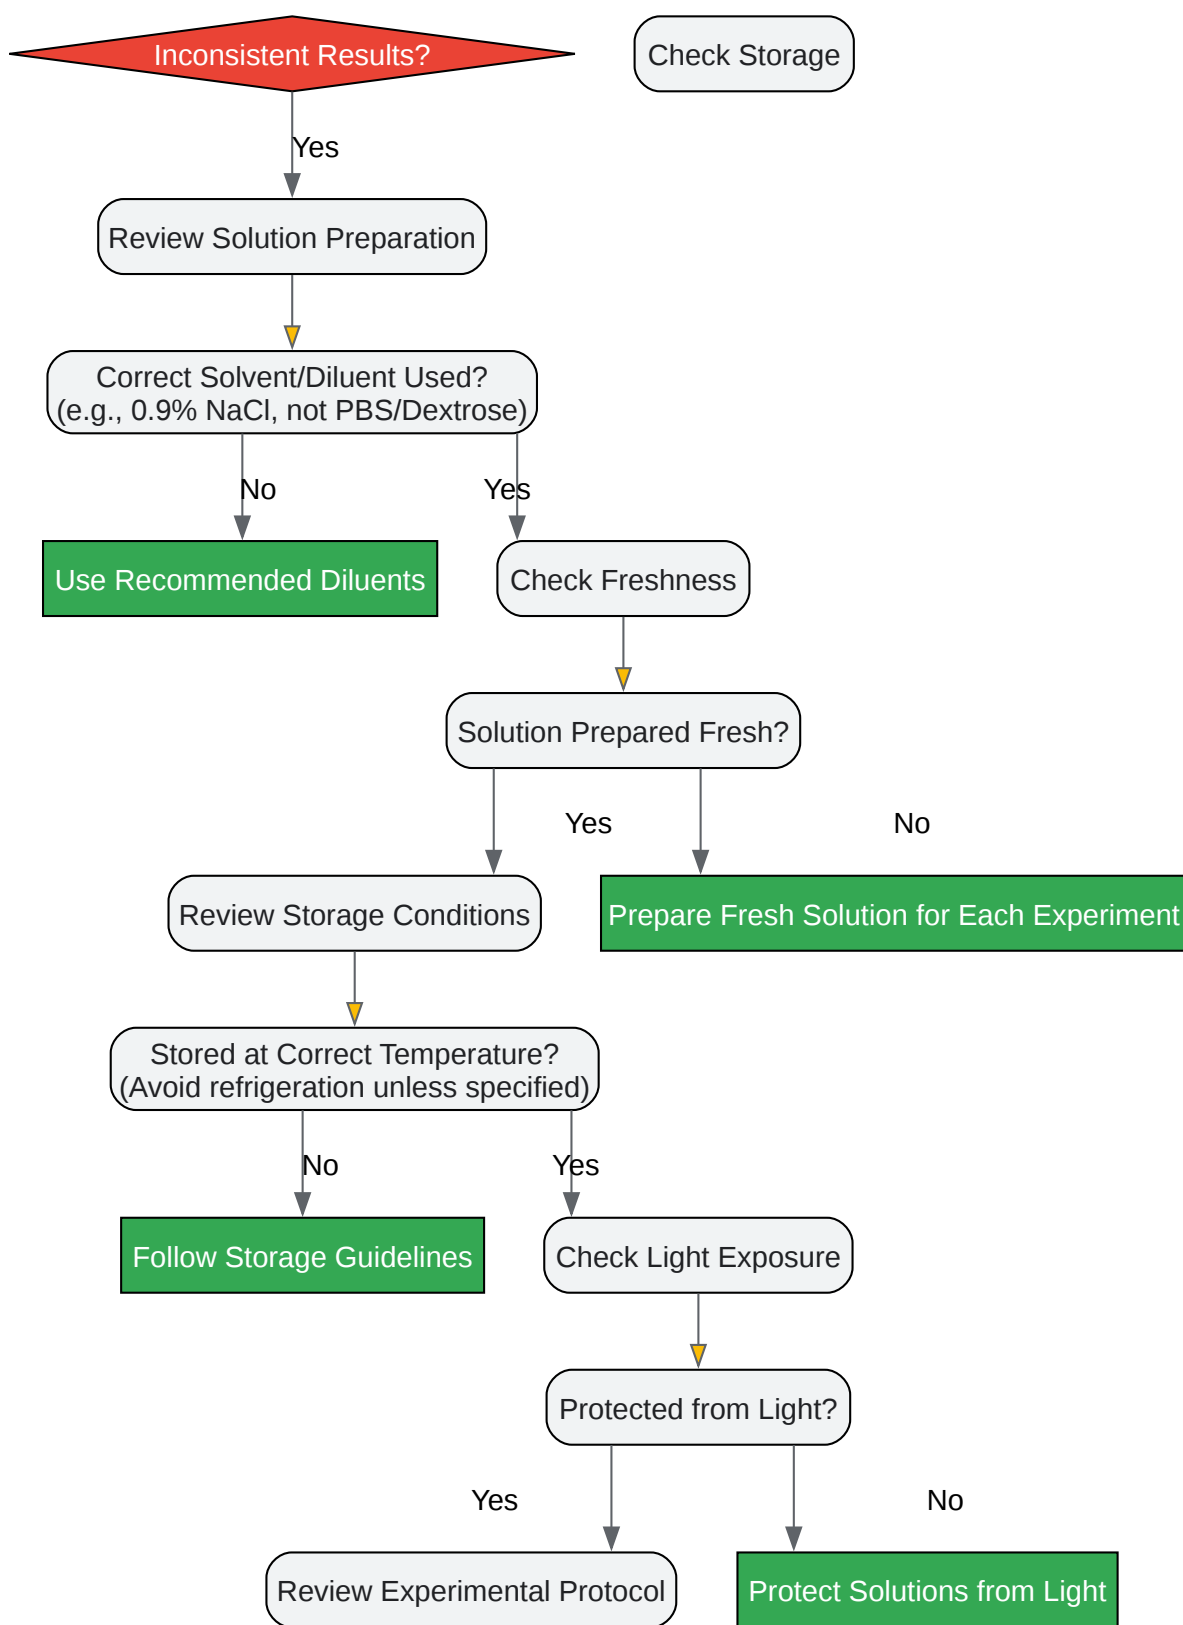 Inconsistent Results?
Check Storage
Yes
Review Solution Preparation
Correct Solvent/Diluent Used?
(e.g., 0.9% NaCl, not PBS/Dextrose)
No
Yes
Use Recommended Diluents
Check Freshness
Solution Prepared Fresh?
Yes
No
Review Storage Conditions
Prepare Fresh Solution for Each Experiment
Stored at Correct Temperature?
(Avoid refrigeration unless specified)
No
Yes
Follow Storage Guidelines
Check Light Exposure
Protected from Light?
Yes
No
Review Experimental Protocol
Protect Solutions from Light